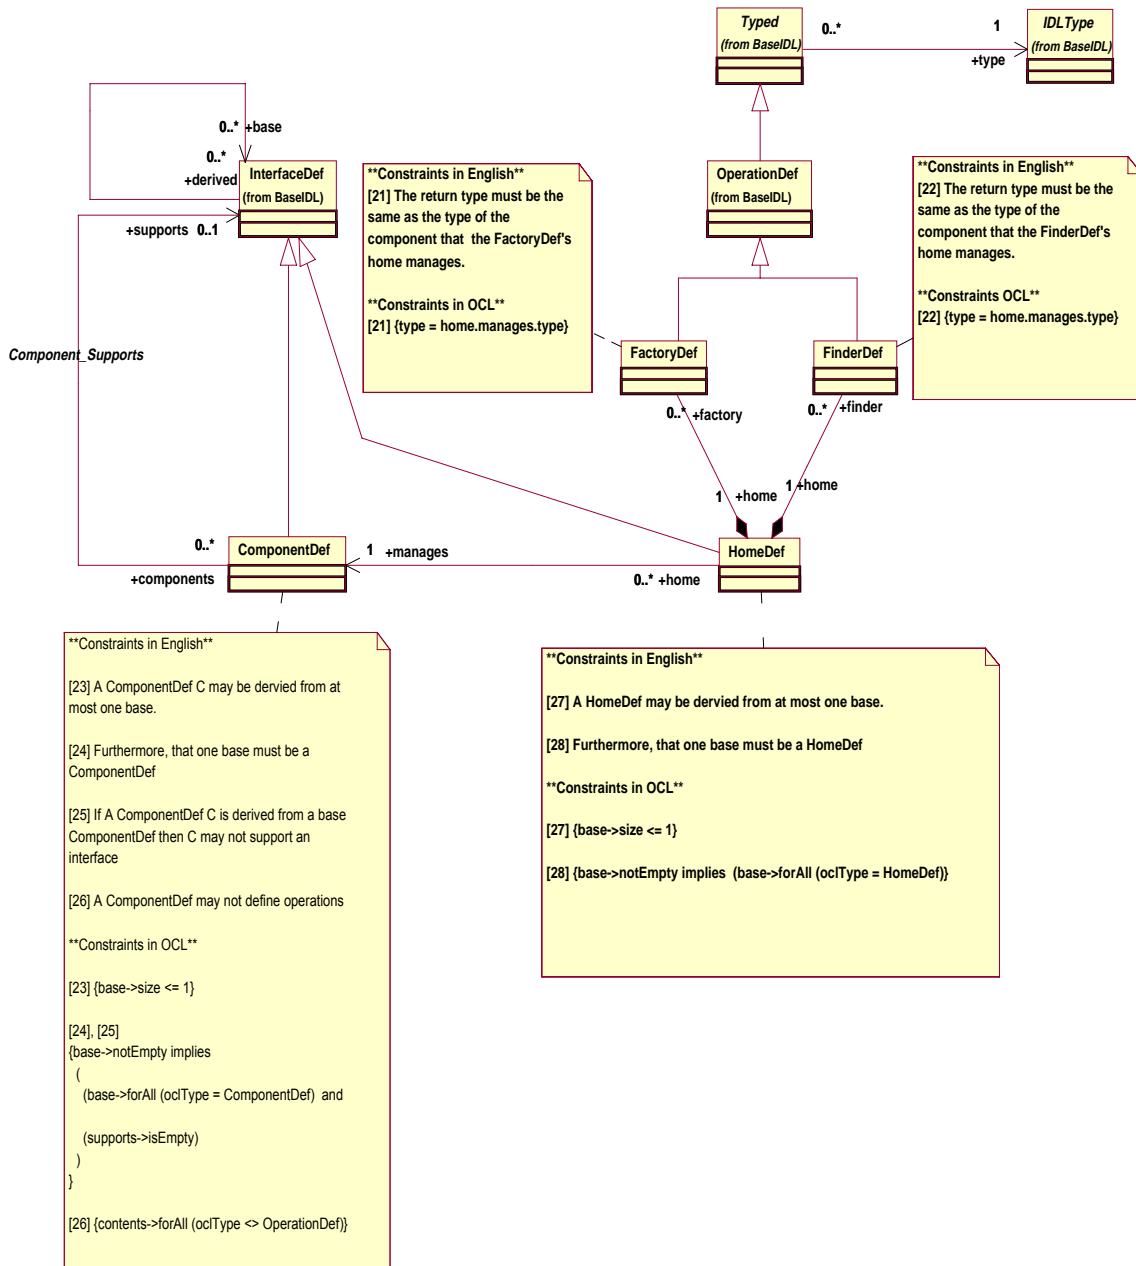 Typed
(from BaseIDL)
0..*
1
+type
IDLType
(from BaseIDL)
0..* +base
0..*
+derived
InterfaceDef
(from BaseIDL)
+supports 0..1
**Constraints in English**
[21] The return type must be the
same as the type of the
component that the FactoryDef's
home manages.
**Constraints in OCL**
[21] {type = home.manages.type}
OperationDef
(from BaseIDL)
**Constraints in English**
[22] The return type must be the
same as the type of the
component that the FinderDef's
home manages.
**Constraints OCL**
[22] {type = home.manages.type}
Component_Supports
FactoryDef
FinderDef
0..* +factory
0..* +finder
1 +home
1 +home
0..*
+components
ComponentDef
1 +manages
0..* +home
HomeDef
**Constraints in English**
[23] A ComponentDef C may be dervied from at
most one base.
[24] Furthermore, that one base must be a
ComponentDef
[25] If A ComponentDef C is derived from a base
ComponentDef then C may not support an
interface
[26] A ComponentDef may not define operations
**Constraints in OCL**
[23] {base->size <= 1}
[24], [25]
{base->notEmpty implies
(
(base->forAll (oclType = ComponentDef) and
(supports->isEmpty)
)
}
[26] {contents->forAll (oclType <> OperationDef)}
**Constraints in English**
[27] A HomeDef may be dervied from at most one base.
[28] Furthermore, that one base must be a HomeDef
**Constraints in OCL**
[27] {base->size <= 1}
[28] {base->notEmpty implies (base->forAll (oclType = HomeDef)}